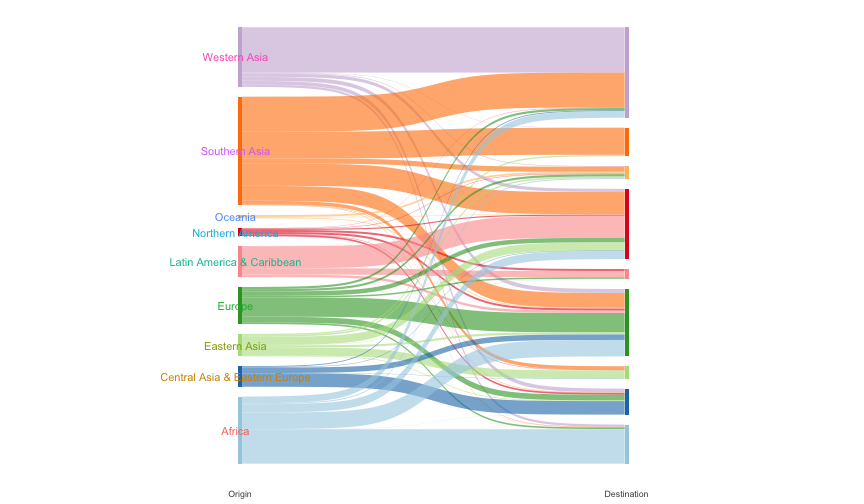 Western Asia
Southern Asia
Oceania
Northern America
Latin America & Caribbean
Europe
Eastern Asia
Central Asia & Eastern Europe
Africa
Origin
Destination